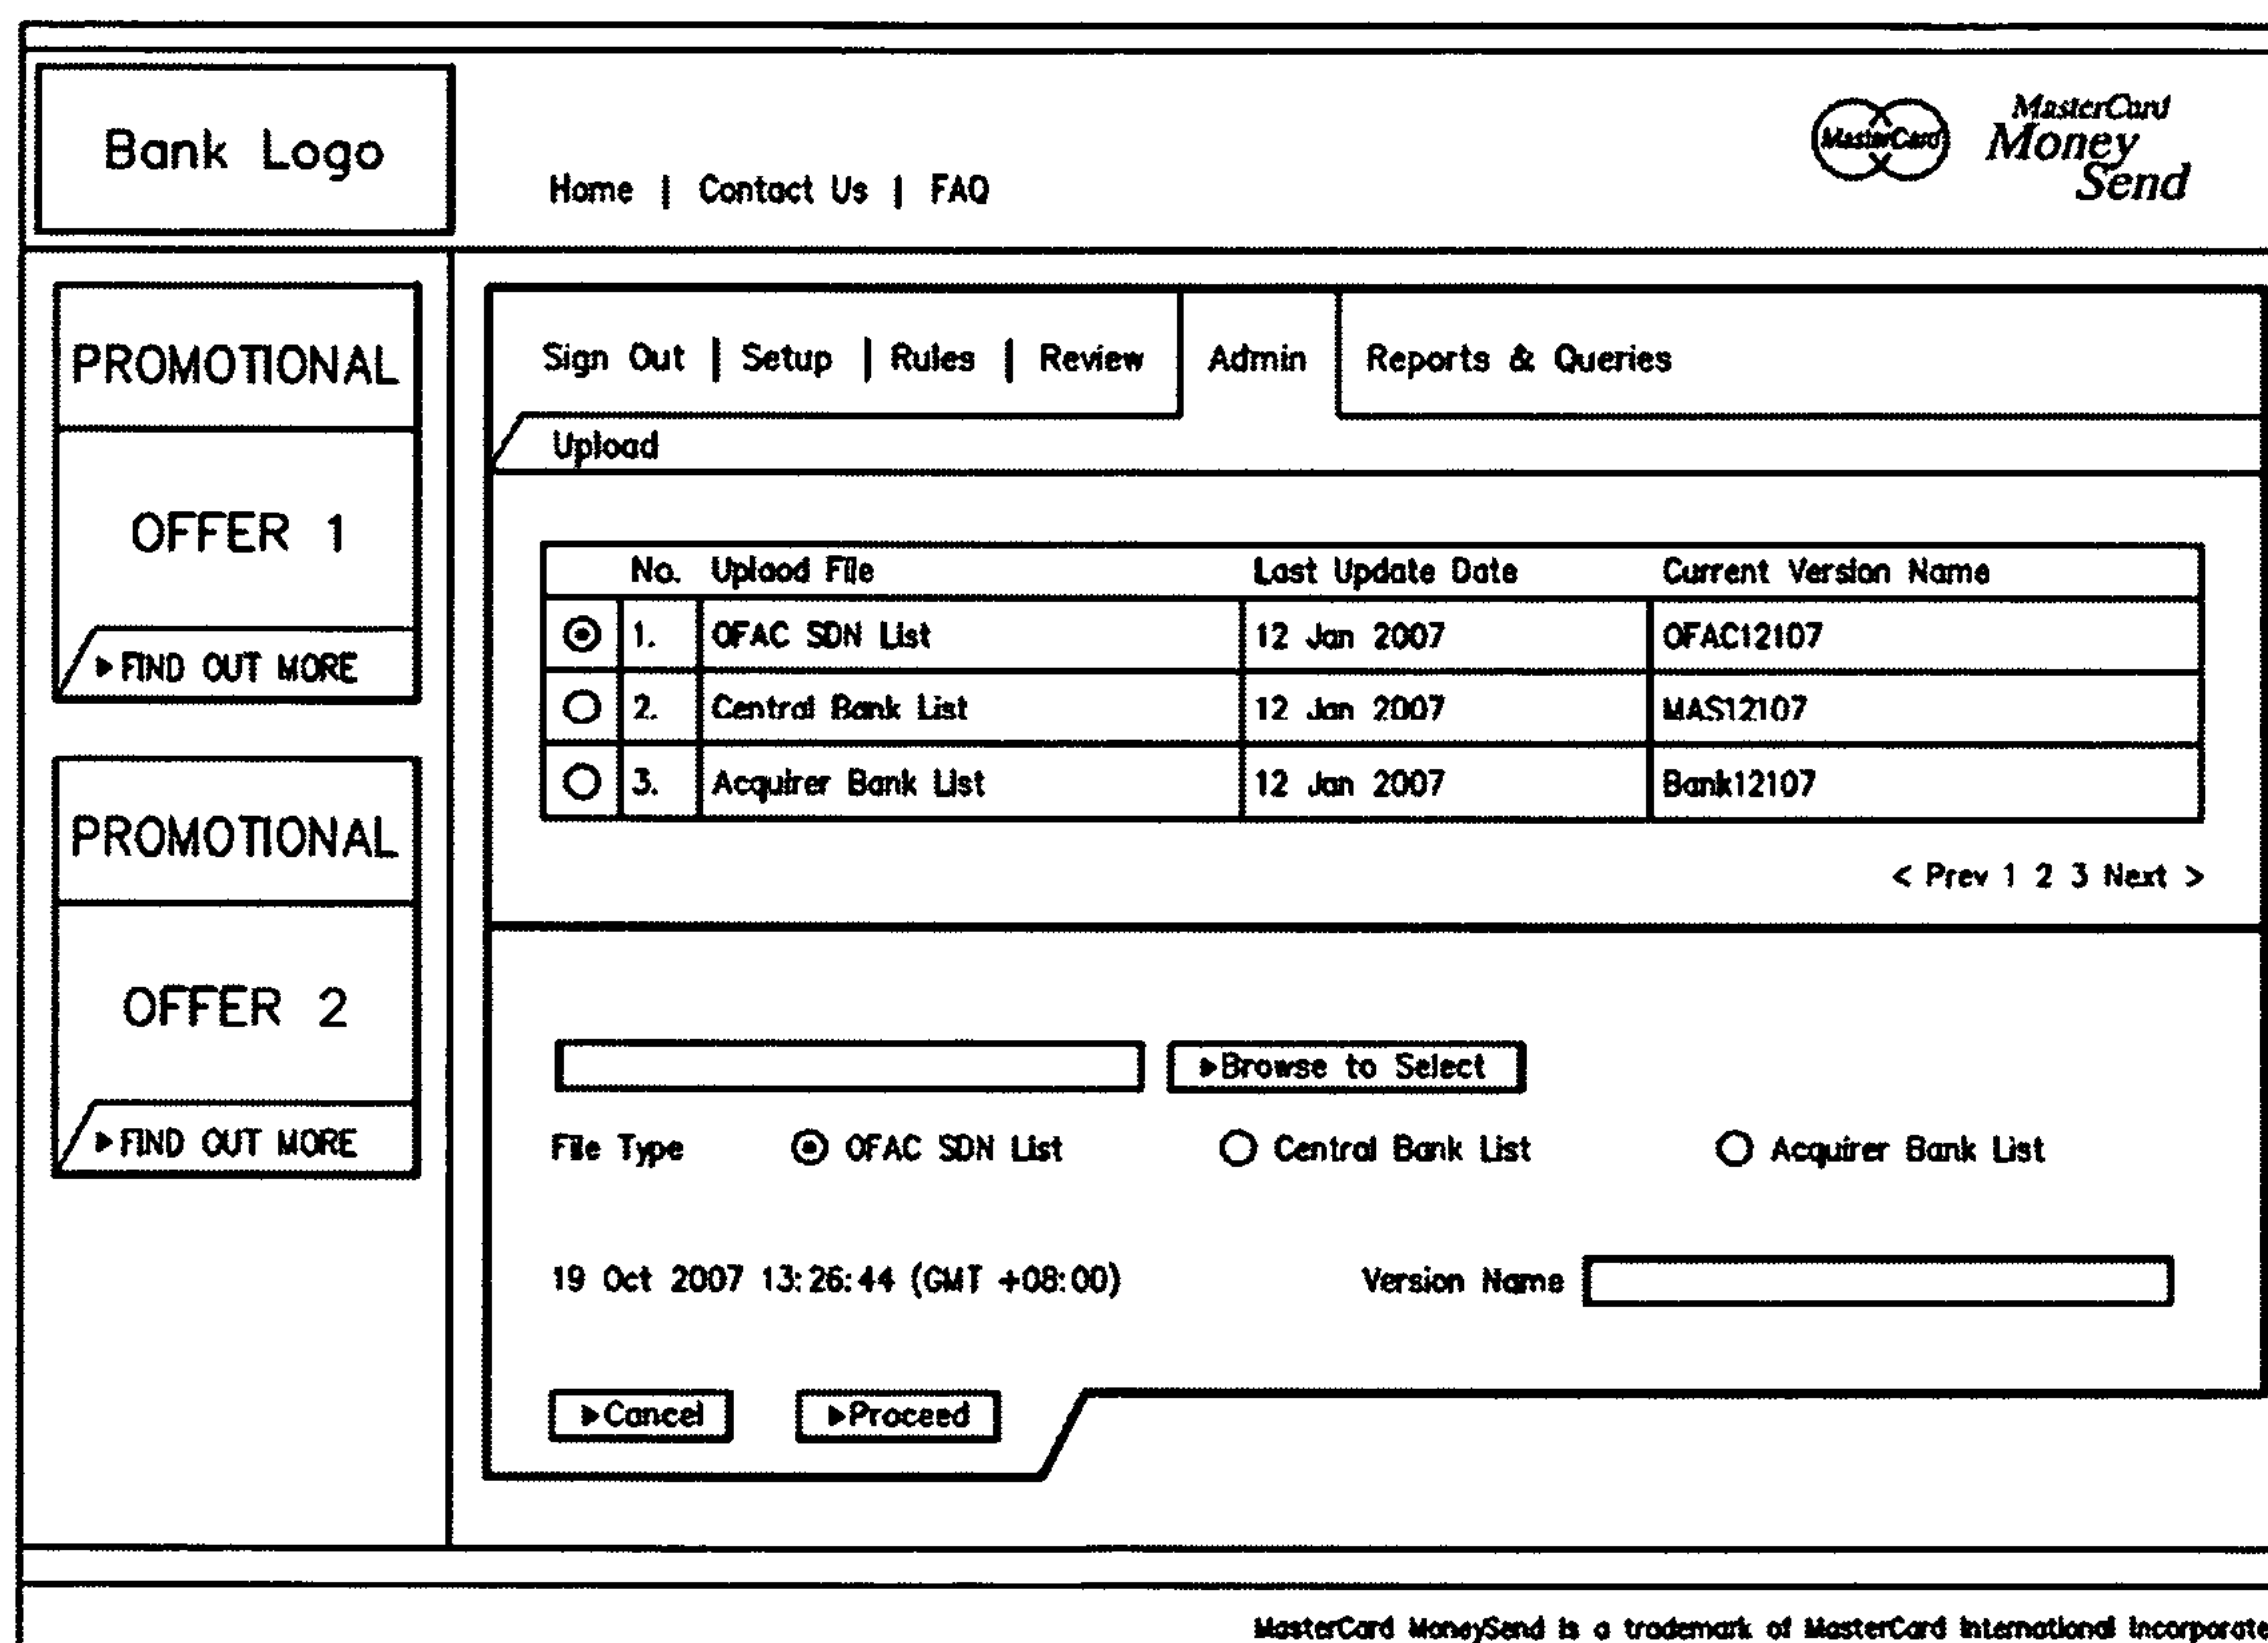 Bank Logo
Home | Contact Us | FAQ
MasterCard
MasterCard
Money
Send
PROMOTIONAL
OFFER 1
FIND OUT MORE
PROMOTIONAL
OFFER 2
FIND OUT MORE
Sign Out | Setup | Rules | Review Admin Reports & Queries
Upload
No. Uplaod File Last Update Date Current Version Name
1. OFAC SDN List 12 Jan 2007 OFAC12107
2. Central Bank List 12 Jan 2007 MAS12107
3. Acquirer Bank List 12 Jan 2007 Bank12107
< Prev 1 2 3 Next >
Browse to Select
File Type OFAC SDN List Central Bank List Acquirer Bank List
19 Oct 2007 13:26:44 (GMT +08:00) Version Name
Cancel Proceed
MasterCard MoneySend is a trademark of MasterCard International Incorporate